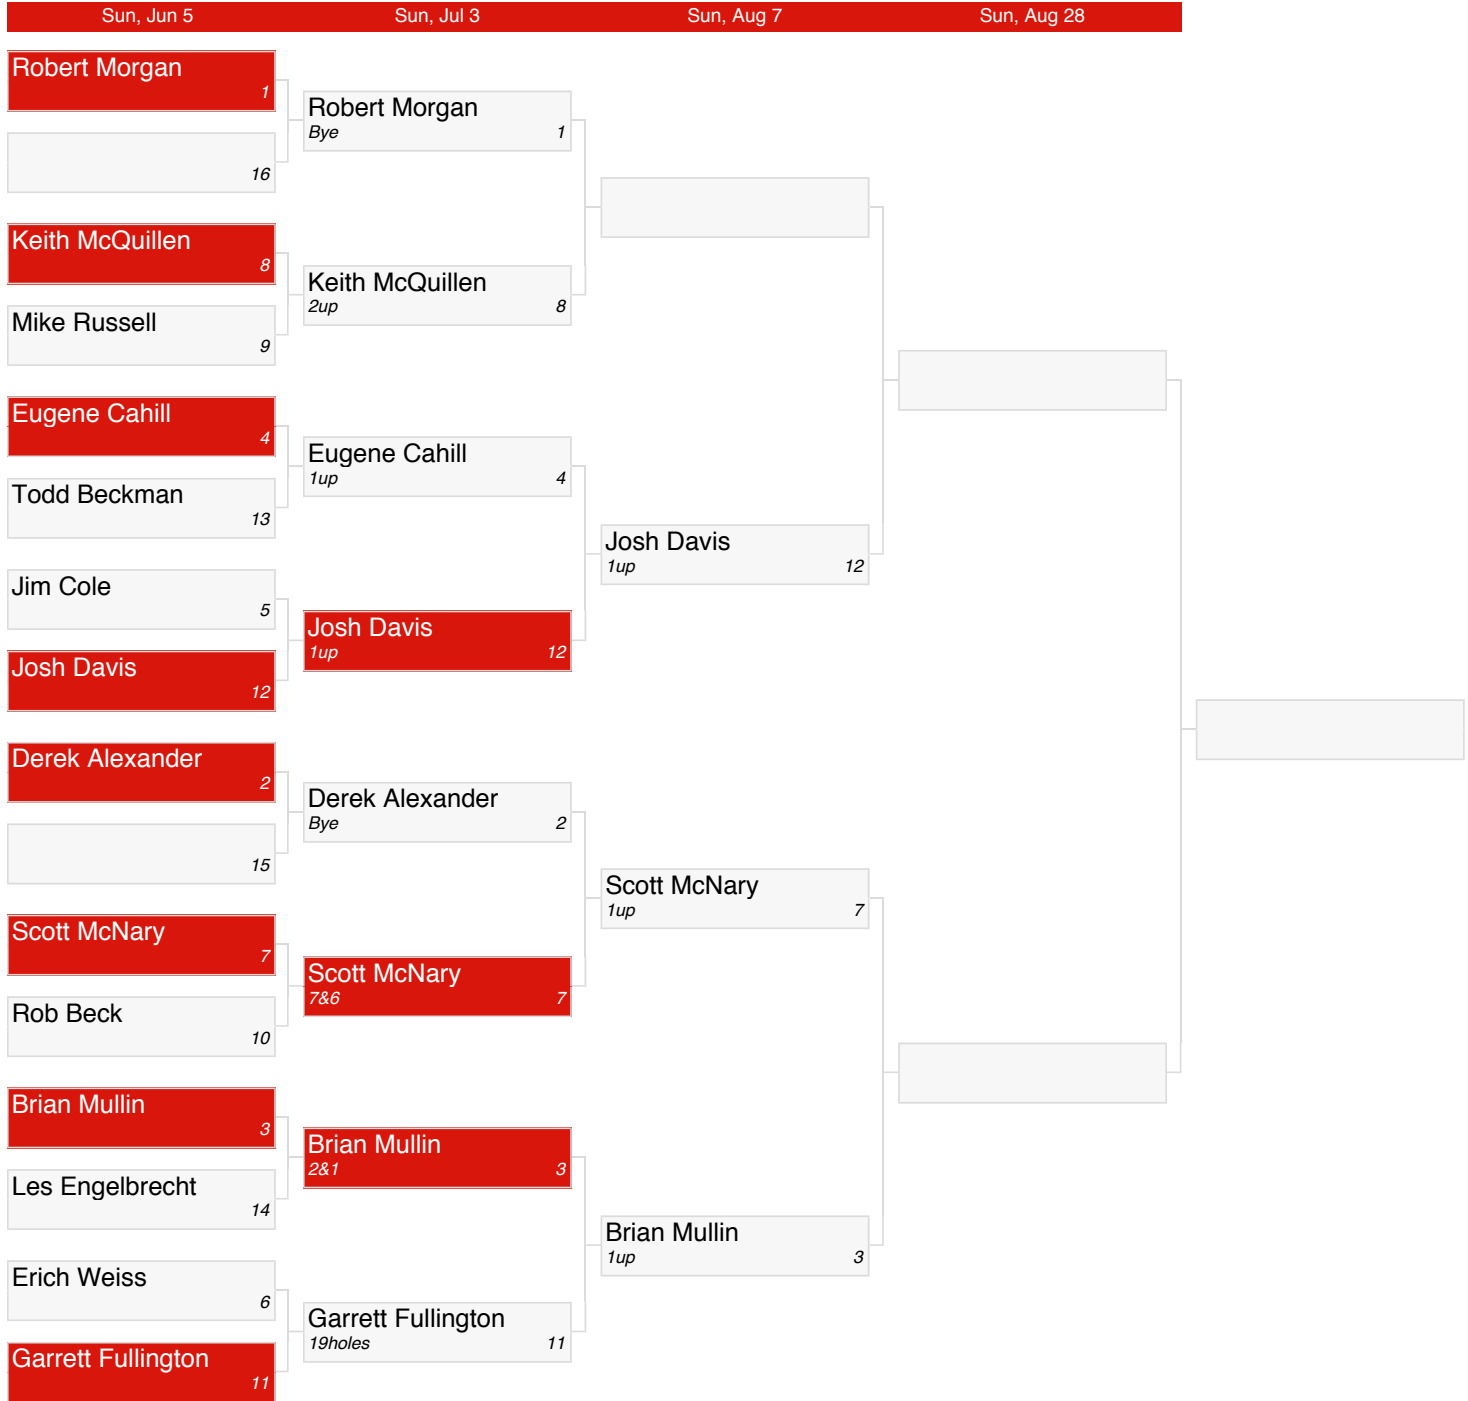 Sun, Jun 5
Sun, Jul 3
Sun, Aug 7
Sun, Aug 28
Robert Morgan
1
16
Keith McQuillen
8
Mike Russell
9
Eugene Cahill
4
Todd Beckman
13
Jim Cole
5
Josh Davis
12
Derek Alexander
2
15
Scott McNary
7
Rob Beck
10
Brian Mullin
3
Les Engelbrecht
14
Erich Weiss
6
Garrett Fullington
11
Robert Morgan
Bye 1
Keith McQuillen
2up 8
Eugene Cahill
1up 4
Josh Davis
1up 12
Derek Alexander
Bye 2
Scott McNary
7&6 7
Brian Mullin
2&1 3
Garrett Fullington
19holes 11
Josh Davis
1up 12
Scott McNary
1up 7
Brian Mullin
1up 3